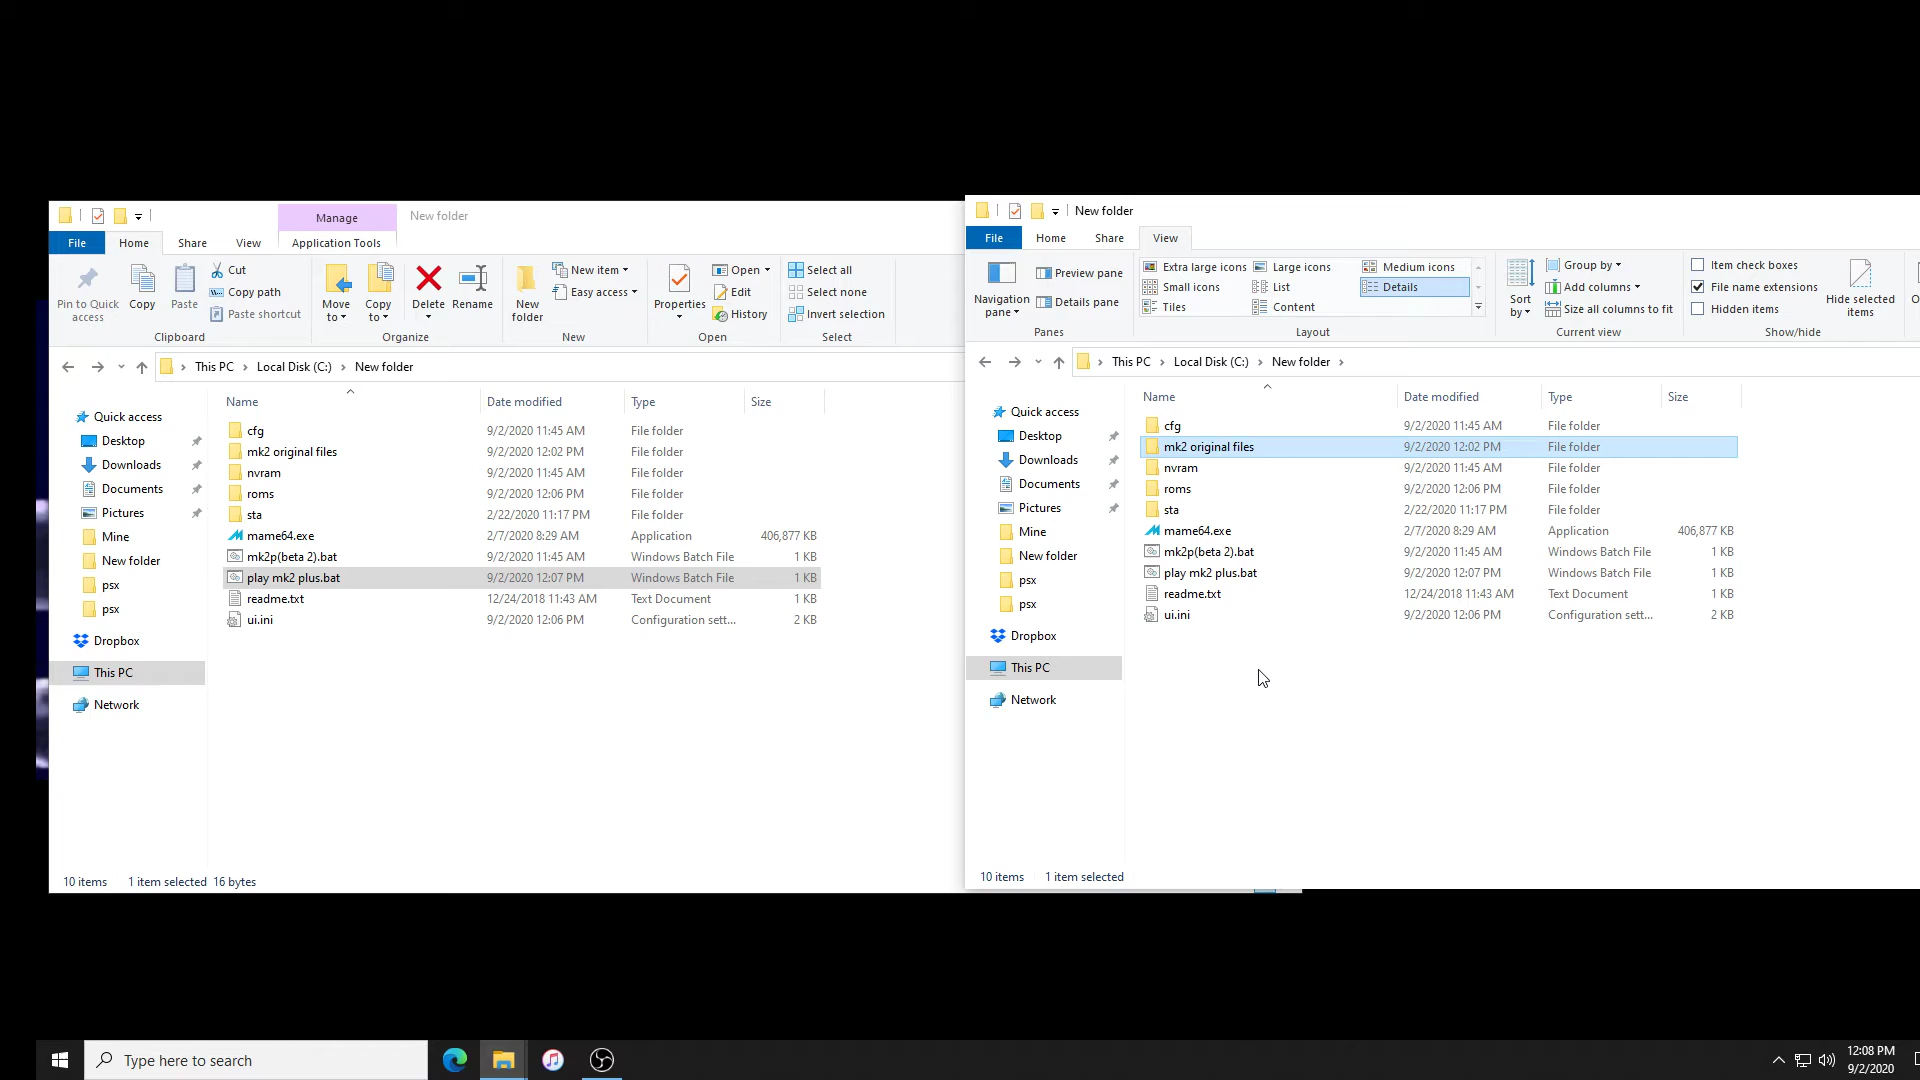 Manage
New folder
File
Home
Share
View
Application Tools
Pin to Quick access
Copy
Paste
Cut
Copy path
Paste shortcut
Clipboard
Move to
Copy to
Delete
Rename
Organize
New folder
New item
Easy access
New
Properties
Open
Edit
History
Open
Select all
Select none
Invert selection
Select
This PC > Local Disk (C:) > New folder
Name
Date modified
Type
Size
Quick access
Desktop
Downloads
Documents
Pictures
Mine
New folder
psx
psx
Dropbox
This PC
Network
cfg 9/2/2020 11:45 AM File folder
mk2 original files 9/2/2020 12:02 PM File folder
nvram 9/2/2020 11:45 AM File folder
roms 9/2/2020 12:06 PM File folder
sta 2/22/2020 11:17 PM File folder
mame64.exe 2/7/2020 8:29 AM Application 406,877 KB
mk2p(beta 2).bat 9/2/2020 11:45 AM Windows Batch File 1 KB
play mk2 plus.bat 9/2/2020 12:07 PM Windows Batch File 1 KB
readme.txt 12/24/2018 11:43 AM Text Document 1 KB
ui.ini 9/2/2020 12:06 PM Configuration sett... 2 KB
10 items 1 item selected 16 bytes
New folder
File
Home
Share
View
Navigation pane
Preview pane
Details pane
Panes
Extra large icons
Large icons
Medium icons
Small icons
List
Details
Tiles
Content
Layout
Sort by
Group by
Add columns
Size all columns to fit
Current view
Item check boxes
File name extensions
Hidden items
Hide selected items
Show/hide
This PC > Local Disk (C:) > New folder >
Name
Date modified
Type
Size
Quick access
Desktop
Downloads
Documents
Pictures
Mine
New folder
psx
psx
Dropbox
This PC
Network
cfg 9/2/2020 11:45 AM File folder
mk2 original files 9/2/2020 12:02 PM File folder
nvram 9/2/2020 11:45 AM File folder
roms 9/2/2020 12:06 PM File folder
sta 2/22/2020 11:17 PM File folder
mame64.exe 2/7/2020 8:29 AM Application 406,877 KB
mk2p(beta 2).bat 9/2/2020 11:45 AM Windows Batch File 1 KB
play mk2 plus.bat 9/2/2020 12:07 PM Windows Batch File 1 KB
readme.txt 12/24/2018 11:43 AM Text Document 1 KB
ui.ini 9/2/2020 12:06 PM Configuration sett... 2 KB
10 items 1 item selected
Type here to search
12:08 PM
9/2/2020